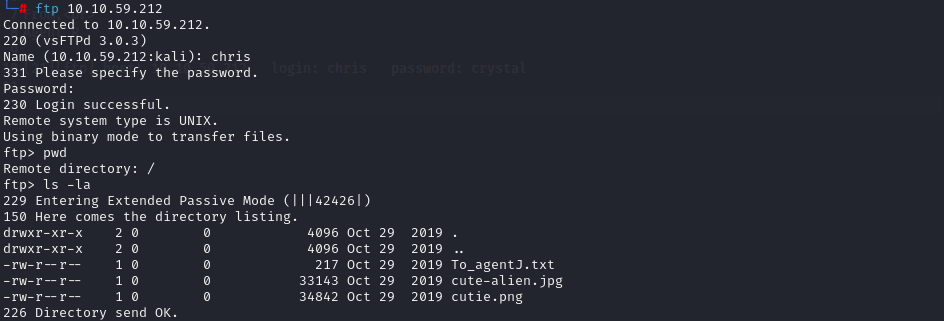 └─# ftp 10.10.59.212
Connected to 10.10.59.212.
220 (vsFTPd 3.0.3)
Name (10.10.59.212:kali): chris
331 Please specify the password.
login: chris   password: crystal
Password:
230 Login successful.
Remote system type is UNIX.
Using binary mode to transfer files.
ftp> pwd
Remote directory: /
ftp> ls -la
229 Entering Extended Passive Mode (|||42426|)
150 Here comes the directory listing.
drwxr-xr-x    2 0        0            4096 Oct 29  2019 .
drwxr-xr-x    2 0        0            4096 Oct 29  2019 ..
-rw-r--r--    1 0        0             217 Oct 29  2019 To_agentJ.txt
-rw-r--r--    1 0        0           33143 Oct 29  2019 cute-alien.jpg
-rw-r--r--    1 0        0           34842 Oct 29  2019 cutie.png
226 Directory send OK.